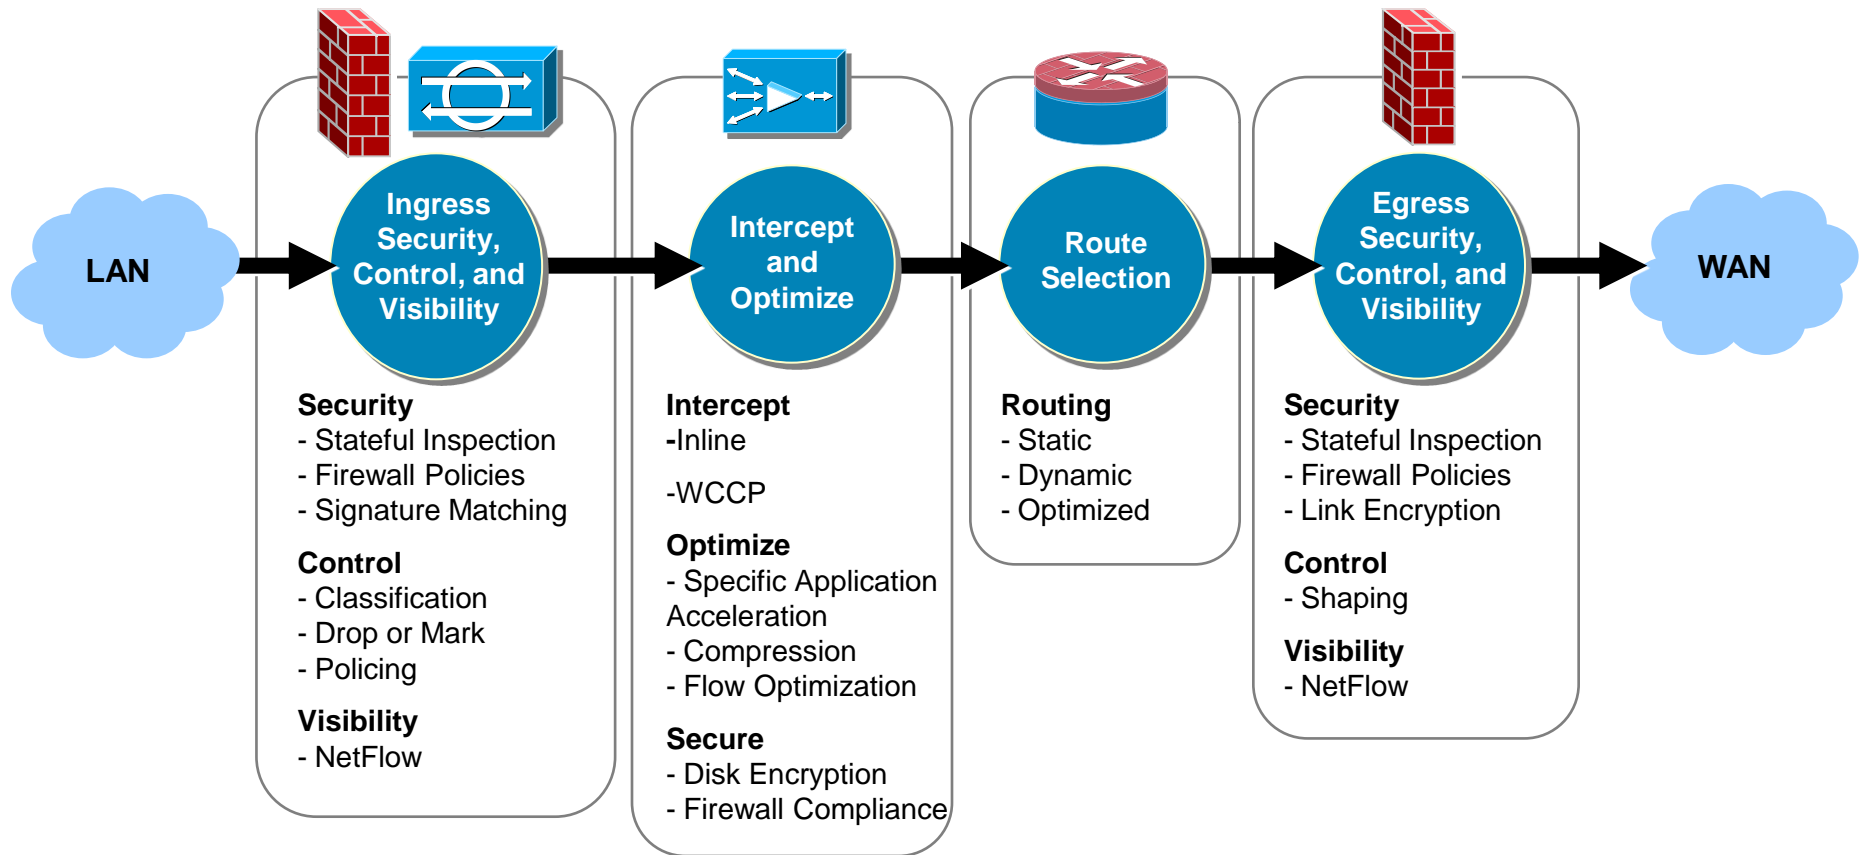 LAN
Ingress
Security,
Control, and
Visibility
Security
- Stateful Inspection
- Firewall Policies
- Signature Matching
Control
- Classification
- Drop or Mark
- Policing
Visibility
- NetFlow
Intercept
and
Optimize
Intercept
-Inline
-WCCP
Optimize
- Specific Application
Acceleration
- Compression
- Flow Optimization
Secure
- Disk Encryption
- Firewall Compliance
Route
Selection
Routing
- Static
- Dynamic
- Optimized
Egress
Security,
Control, and
Visibility
Security
- Stateful Inspection
- Firewall Policies
- Link Encryption
Control
- Shaping
Visibility
- NetFlow
WAN